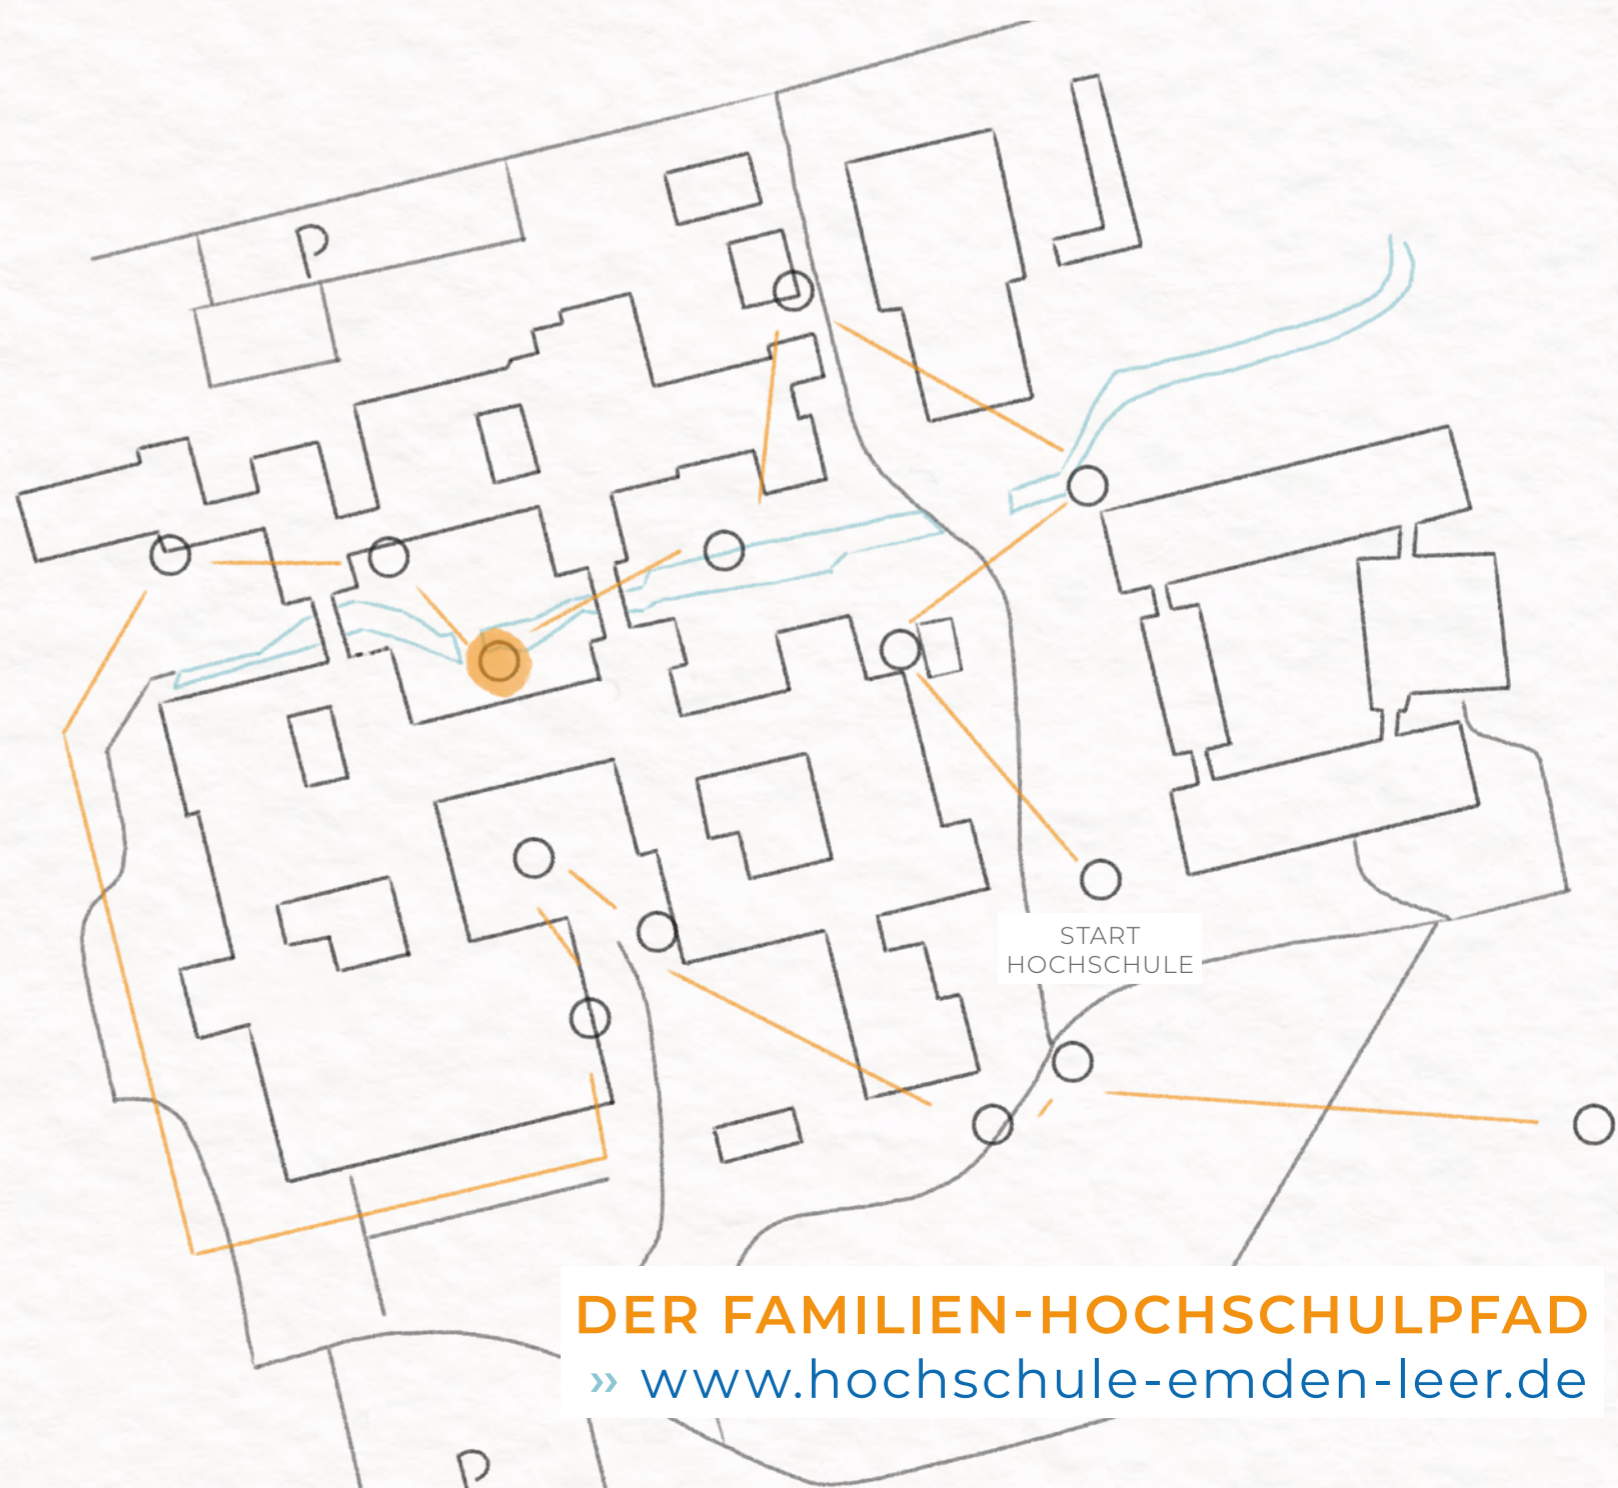 P
START
HOCHSCHULE
DER FAMILIEN-HOCHSCHULPFAD
» www.hochschule-emden-leer.de
P